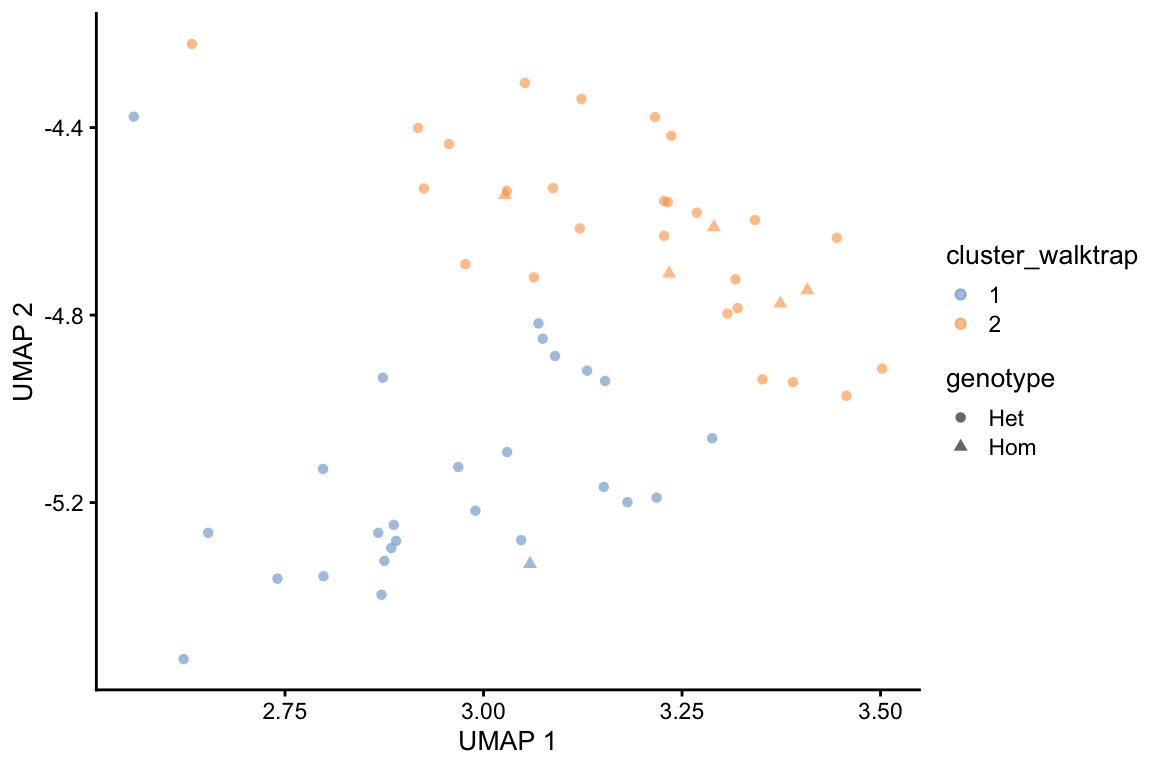 -4.4
-4.8
-5.2
UMAP 2
2.75 3.00 3.25 3.50
UMAP 1
cluster_walktrap
1
2
genotype
Het
Hom